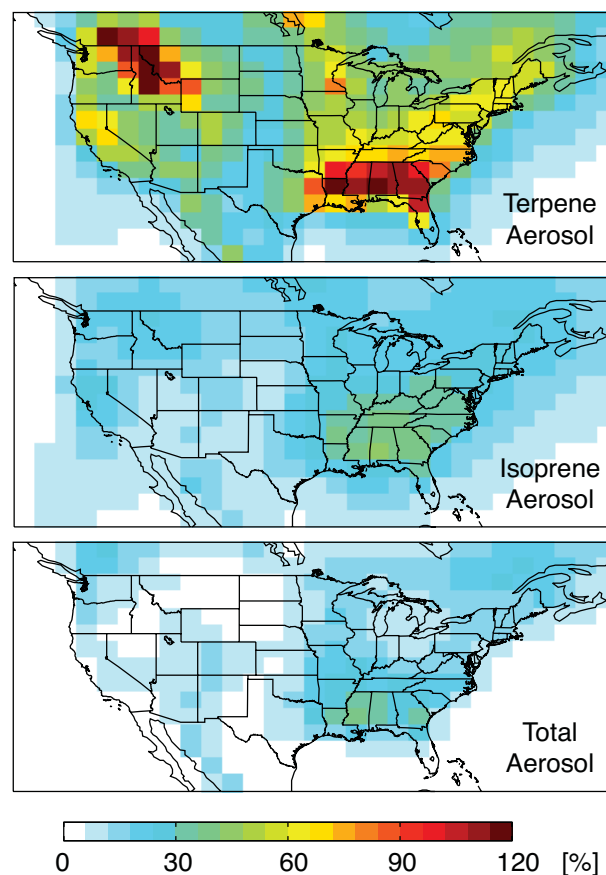 Terpene
Aerosol
Isoprene
Aerosol
Total
Aerosol
0 30 60 90 120 [%]